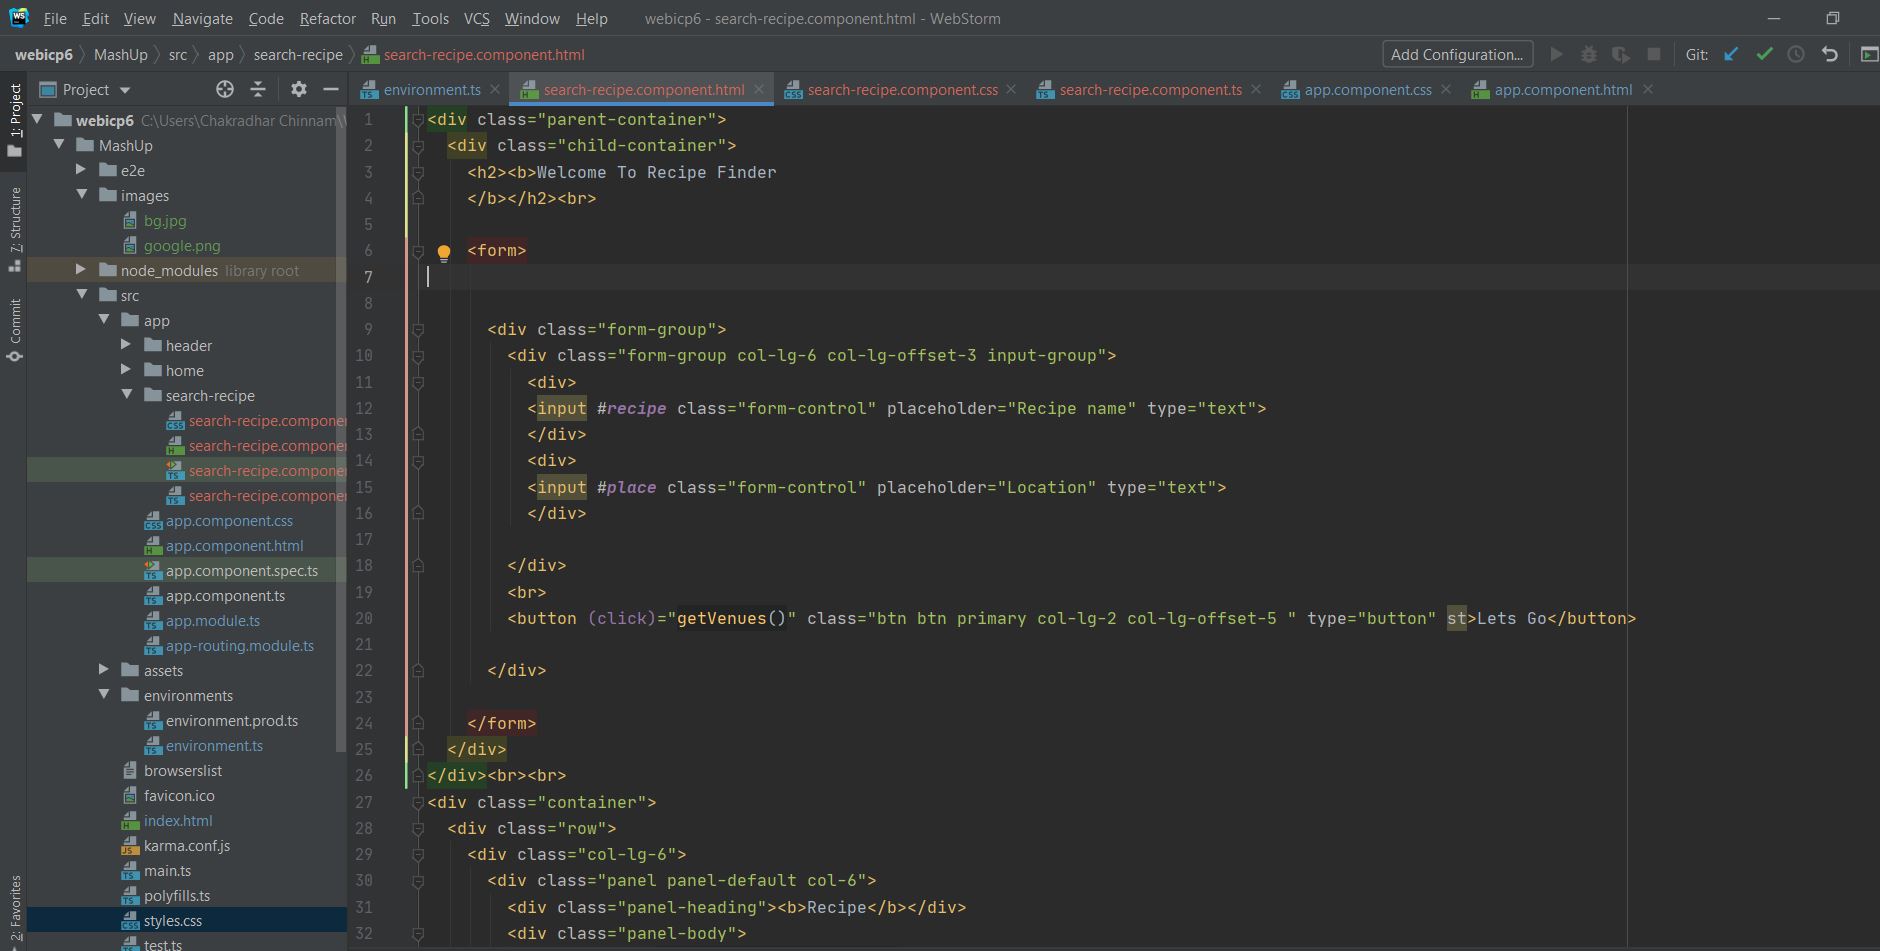 WS File Edit View Navigate Code Refactor Run Tools VCS Window Help webicp6 - search-recipe.component.html - WebStorm
webicp6 MashUp src app search-recipe search-recipe.component.html Add Configuration... Git:
Project environment.ts search-recipe.component.html search-recipe.component.css search-recipe.component.ts app.component.css app.component.html
1: Project
7: Structure
Commit
2: Favorites
webicp6 C:\Users\Chakradhar Chinnam\
MashUp
e2e
images
bg.jpg
google.png
node_modules library root
src
app
header
home
search-recipe
search-recipe.compone
search-recipe.compone
search-recipe.compone
search-recipe.compone
app.component.css
app.component.html
app.component.spec.ts
app.component.ts
app.module.ts
app-routing.module.ts
assets
environments
environment.prod.ts
environment.ts
browserslist
favicon.ico
index.html
karma.conf.js
main.ts
polyfills.ts
styles.css
test.ts
1 <div class="parent-container">
2 <div class="child-container">
3 <h2><b>Welcome To Recipe Finder
4 </b></h2><br>
5
6 <form>
7
8
9 <div class="form-group">
10 <div class="form-group col-lg-6 col-lg-offset-3 input-group">
11 <div>
12 <input #recipe class="form-control" placeholder="Recipe name" type="text">
13 </div>
14 <div>
15 <input #place class="form-control" placeholder="Location" type="text">
16 </div>
17
18 </div>
19 <br>
20 <button (click)="getVenues()" class="btn btn primary col-lg-2 col-lg-offset-5 " type="button" st>Lets Go</button>
21
22 </div>
23
24 </form>
25 </div>
26 </div><br><br>
27 <div class="container">
28 <div class="row">
29 <div class="col-lg-6">
30 <div class="panel panel-default col-6">
31 <div class="panel-heading"><b>Recipe</b></div>
32 <div class="panel-body">